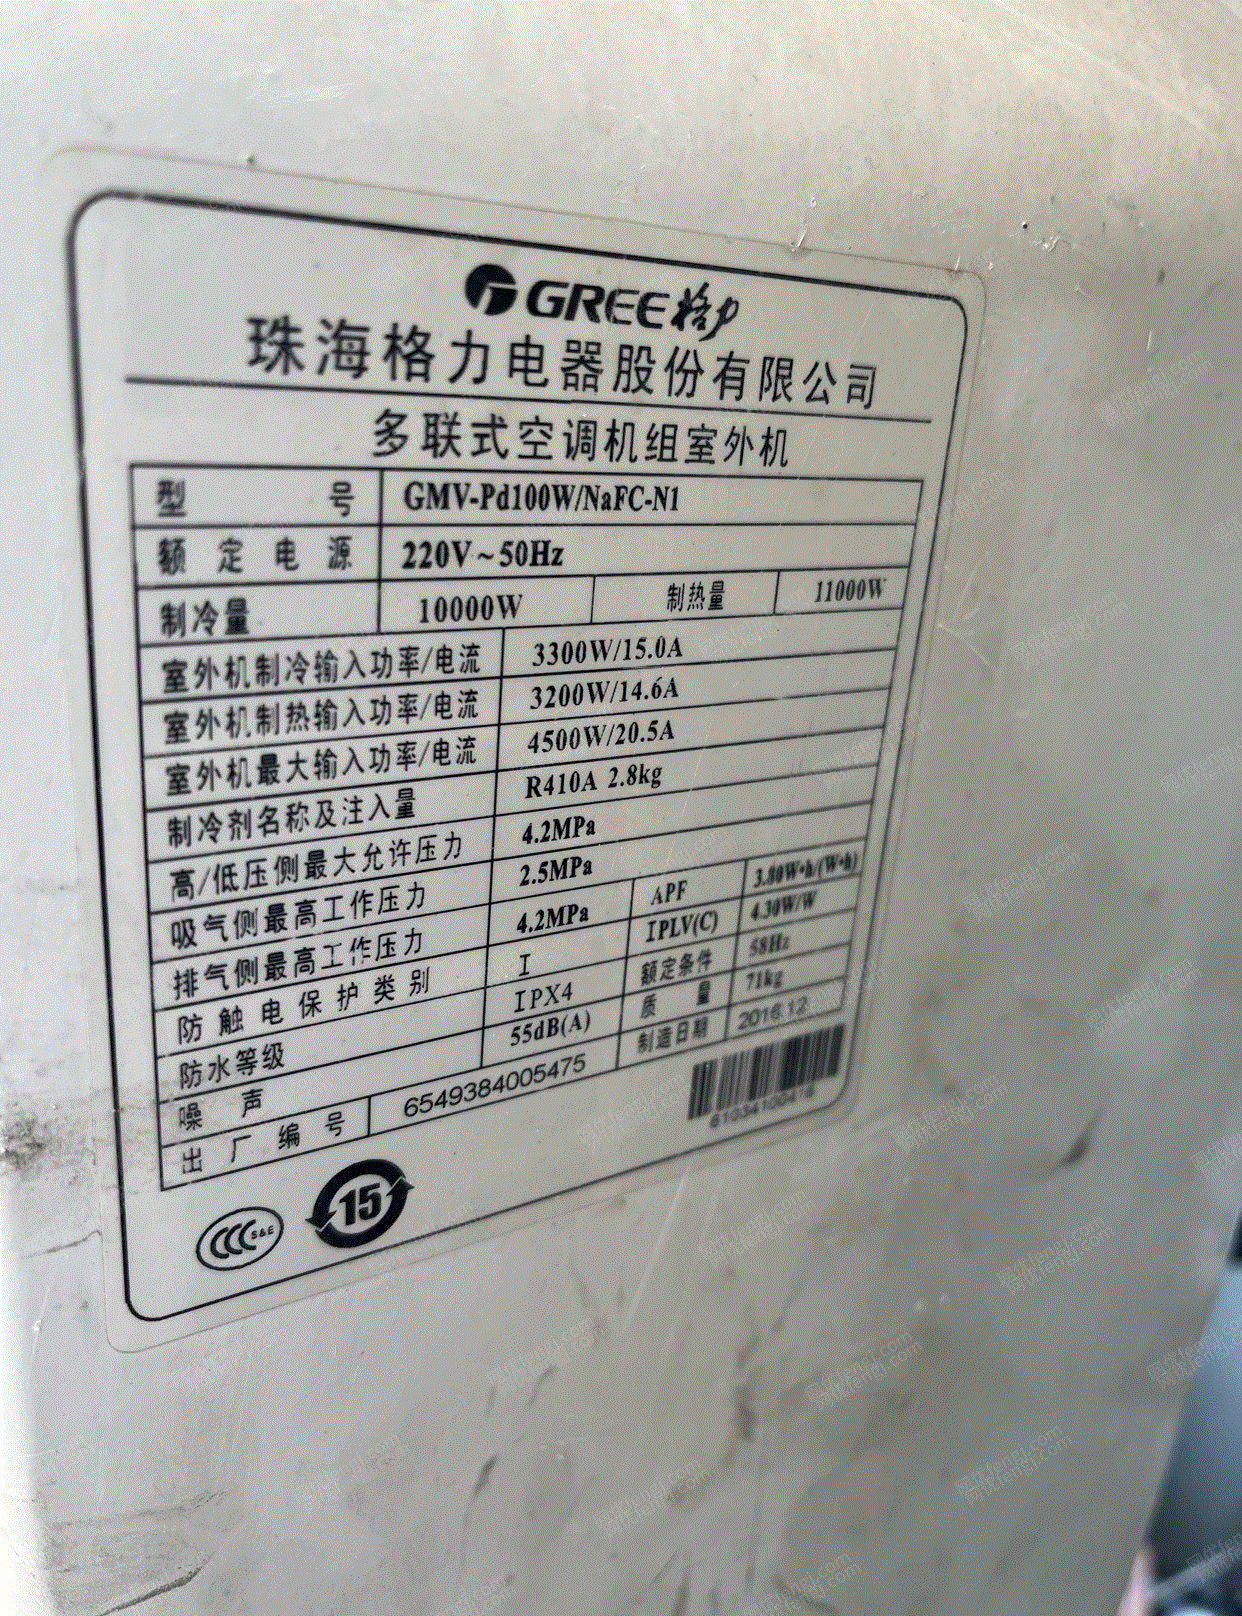 GREE 格力
珠海格力电器股份有限公司
多联式空调机组室外机
型 号 GMV-Pd100W/NaFC-N1
额定电源 220V~50Hz
制冷量 10000W 制热量 11000W
室外机制冷输入功率/电流 3300W/15.0A
室外机制热输入功率/电流 3200W/14.6A
室外机最大输入功率/电流 4500W/20.5A
制冷剂名称及注入量 R410A 2.8kg
高/低压侧最大允许压力 4.2MPa
吸气侧最高工作压力 2.5MPa APF 3.80W·h/(W·h)
排气侧最高工作压力 4.2MPa IPLV(C) 4.30W/W
防触电保护类别 I 额定条件 58Hz
防水等级 IPX4 质 量 71kg
噪 声 55dB(A) 制造日期 2016.12
出厂编号 6549384005475
CCC S&E 15